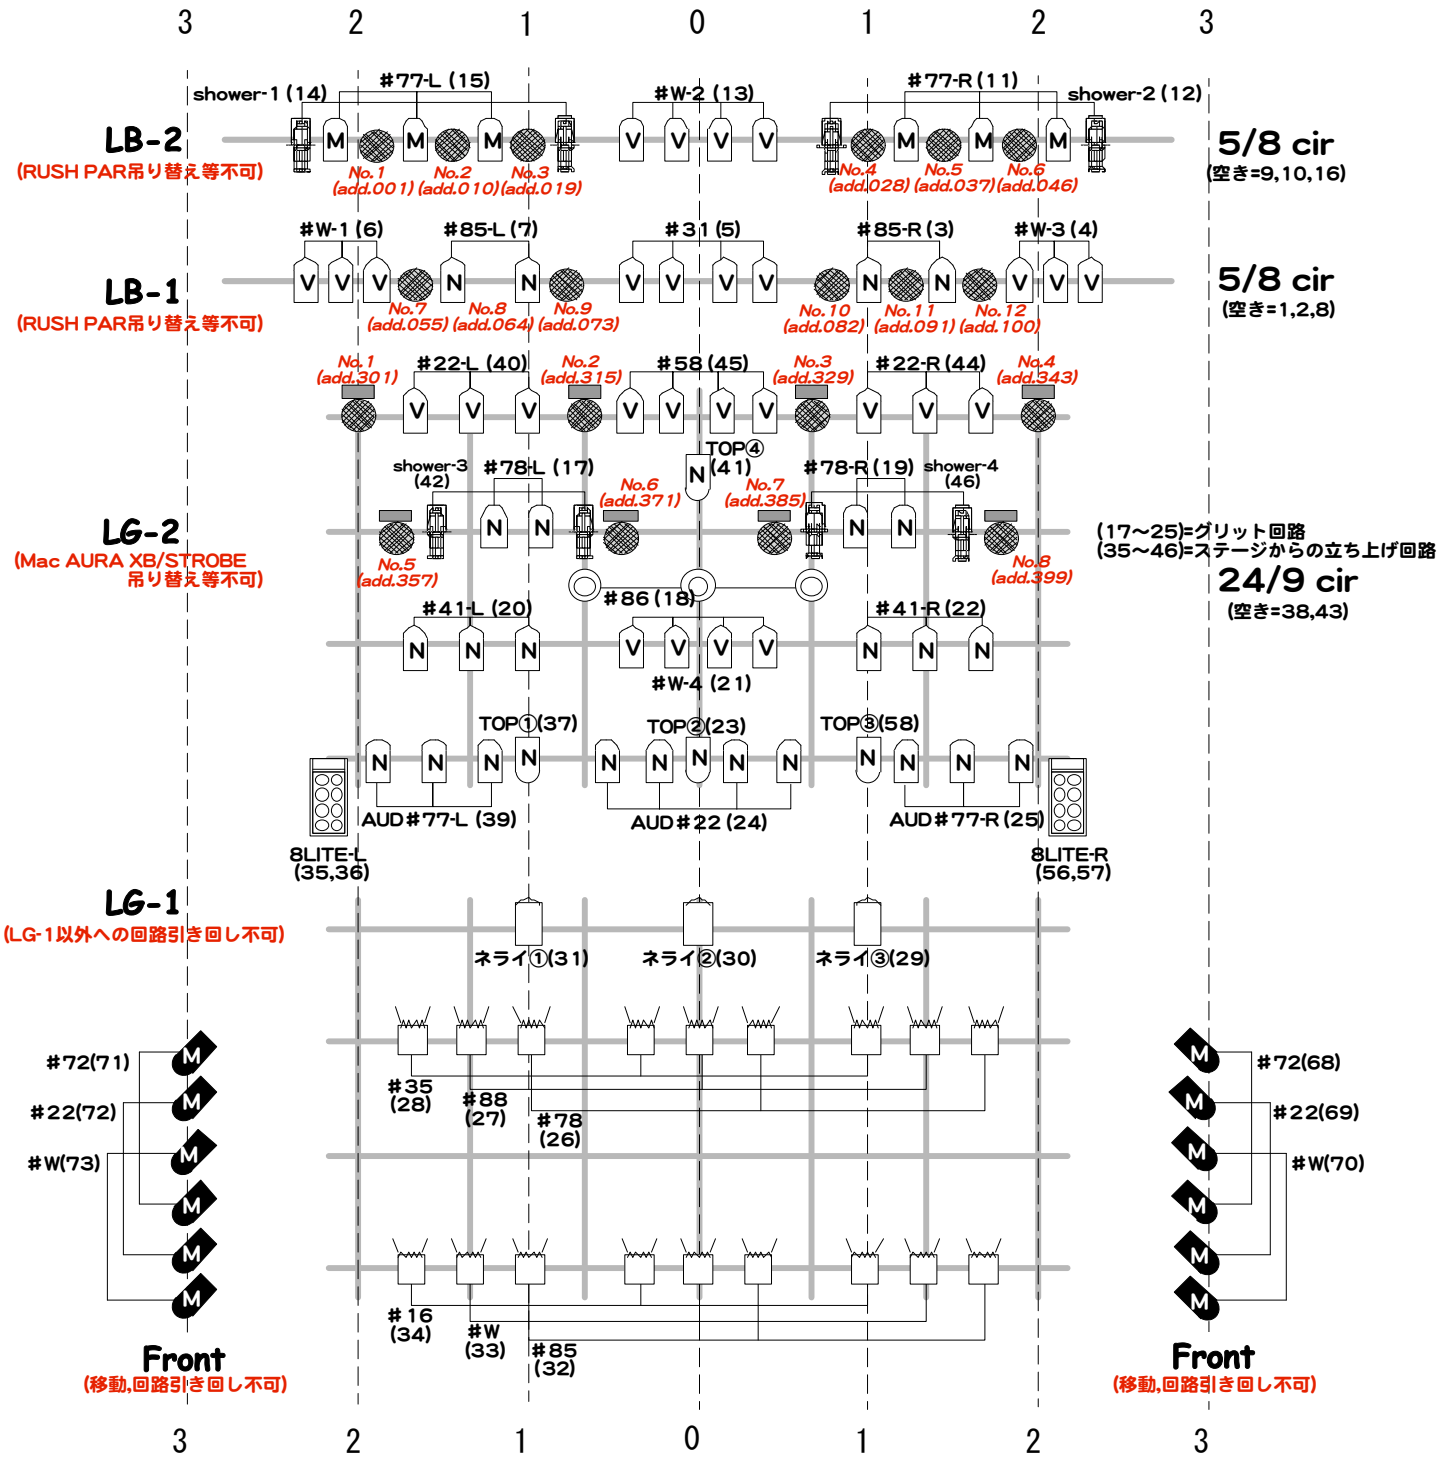 3 2 1 0 1 2 3
#77-L (15)
#77-R (11)
shower-1 (14)
#W-2 (13)
shower-2 (12)
LB-2
(RUSH PAR吊り替え等不可)
M M M V V V V M M M
5/8 cir
(空き=9,10,16)
No.1
(add.001)
No.2
(add.010)
No.3
(add.019)
No.4
(add.028)
No.5
(add.037)
No.6
(add.046)
#W-1 (6)
#85-L (7)
#31 (5)
#85-R (3)
#W-3 (4)
LB-1
(RUSH PAR吊り替え等不可)
V V V N N V V V V N N V V V
5/8 cir
(空き=1,2,8)
No.7
(add.055)
No.8
(add.064)
No.9
(add.073)
No.10
(add.082)
No.11
(add.091)
No.12
(add.100)
No.1
(add.301)
#22-L (40)
No.2
(add.315)
#58 (45)
No.3
(add.329)
#22-R (44)
No.4
(add.343)
V V V V V V V V V V
TOP④
(41)
N
shower-3
(42)
#78-L (17)
No.6
(add.371)
No.7
(add.385)
#78-R (19)
shower-4
(46)
LG-2
(Mac AURA XB/STROBE
吊り替え等不可)
N N N N
No.5
(add.357)
No.8
(add.399)
(17〜25)=グリット回路
(35〜46)=ステージからの立ち上げ回路
24/9 cir
(空き=38,43)
#86 (18)
#41-L (20)
#41-R (22)
N N N V V V V N N N
#W-4 (21)
TOP①(37)
TOP②(23)
TOP③(58)
N N N N N N N N N N N N N
AUD#77-L (39)
AUD#22 (24)
AUD#77-R (25)
8LITE-L
(35,36)
8LITE-R
(56,57)
LG-1
(LG-1以外への回路引き回し不可)
ネライ①(31)
ネライ②(30)
ネライ③(29)
#35
(28)
#88
(27)
#78
(26)
#72(71)
#22(72)
#W(73)
M
M
M
M
M
M
#72(68)
#22(69)
#W(70)
M
M
M
M
M
M
#16
(34)
#W
(33)
#85
(32)
Front
(移動,回路引き回し不可)
Front
(移動,回路引き回し不可)
3 2 1 0 1 2 3